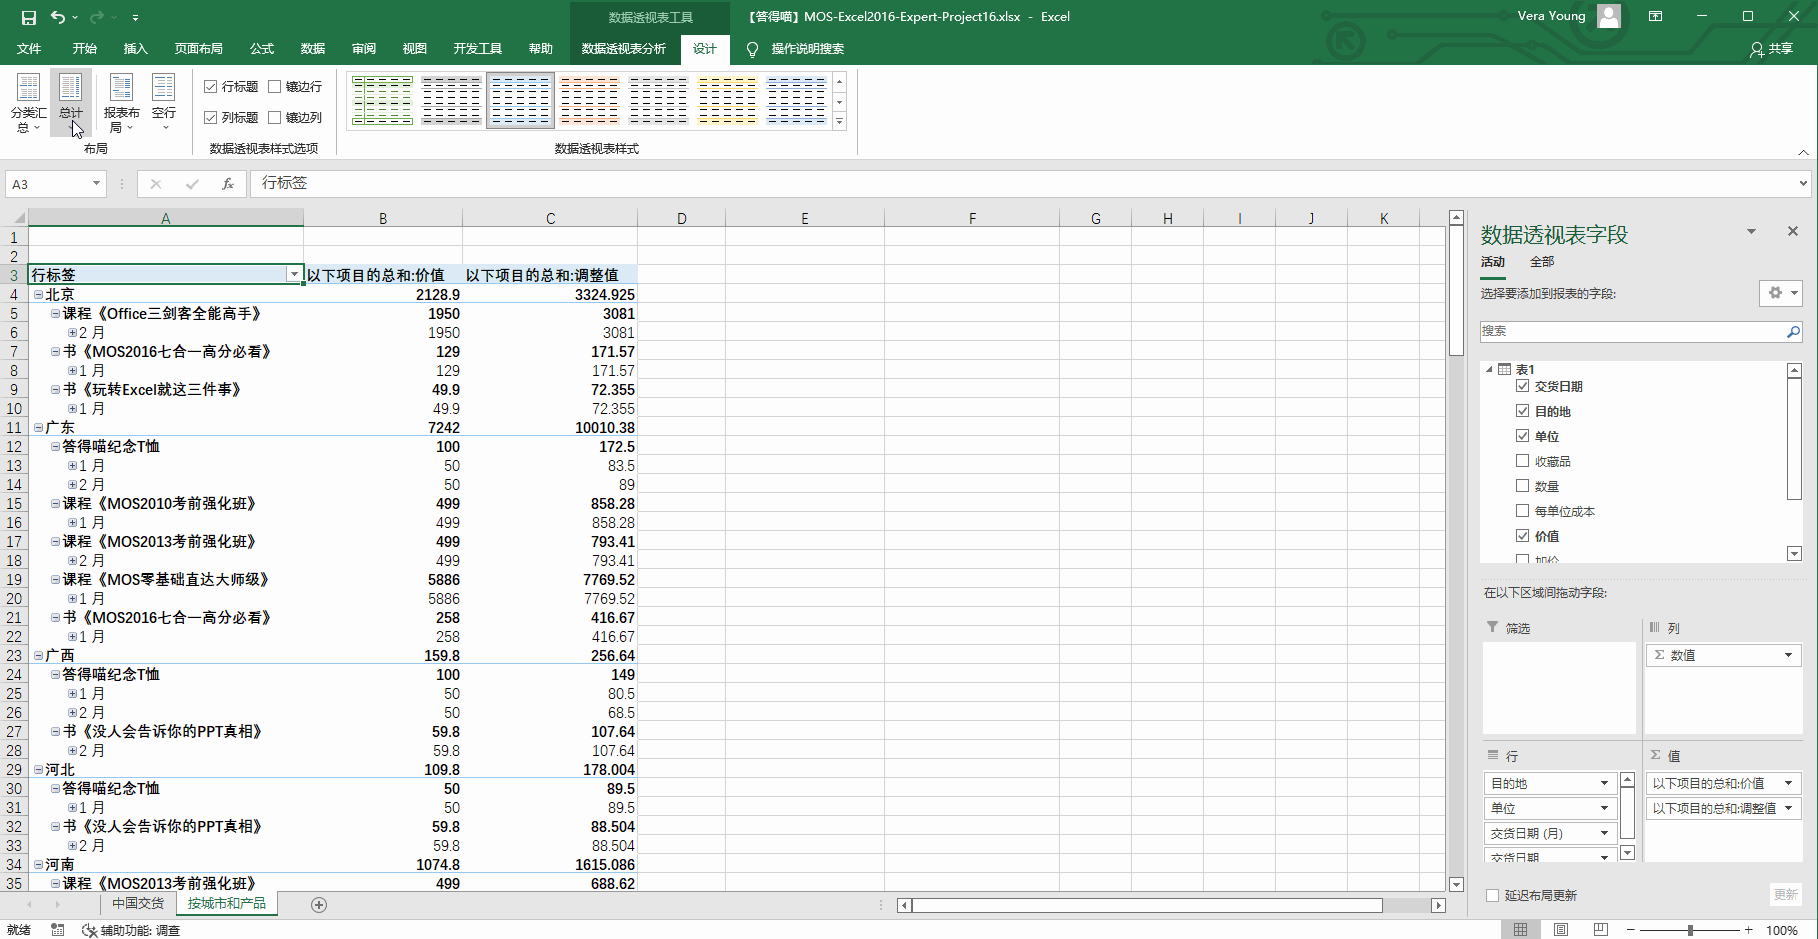 数据透视表工具
【答得喵】MOS-Excel2016-Expert-Project16.xlsx - Excel
Vera Young
文件 开始 插入 页面布局 公式 数据 审阅 视图 开发工具 帮助 数据透视表分析 设计 操作说明搜索 共享
分类汇总 总计 报表布局 空行
行标题 镶边行
列标题 镶边列
布局 数据透视表样式选项 数据透视表样式
A3 fx 行标签
A B C D E F G H I J K
1
2
3 行标签 以下项目的总和:价值 以下项目的总和:调整值
4 北京 2128.9 3324.925
5 课程《Office三剑客全能高手》 1950 3081
6 2 月 1950 3081
7 书《MOS2016七合一高分必看》 129 171.57
8 1 月 129 171.57
9 书《玩转Excel就这三件事》 49.9 72.355
10 1 月 49.9 72.355
11 广东 7242 10010.38
12 答得喵纪念T恤 100 172.5
13 1 月 50 83.5
14 2 月 50 89
15 课程《MOS2010考前强化班》 499 858.28
16 1 月 499 858.28
17 课程《MOS2013考前强化班》 499 793.41
18 2 月 499 793.41
19 课程《MOS零基础直达大师级》 5886 7769.52
20 1 月 5886 7769.52
21 书《MOS2016七合一高分必看》 258 416.67
22 1 月 258 416.67
23 广西 159.8 256.64
24 答得喵纪念T恤 100 149
25 1 月 50 80.5
26 2 月 50 68.5
27 书《没人会告诉你的PPT真相》 59.8 107.64
28 2 月 59.8 107.64
29 河北 109.8 178.004
30 答得喵纪念T恤 50 89.5
31 1 月 50 89.5
32 书《没人会告诉你的PPT真相》 59.8 88.504
33 2 月 59.8 88.504
34 河南 1074.8 1615.086
35 课程《MOS2013考前强化班》 499 688.62
数据透视表字段
活动 全部
选择要添加到报表的字段:
搜索
表1
交货日期
目的地
单位
收藏品
数量
每单位成本
价值
加价
在以下区域间拖动字段:
筛选 列
Σ 数值
行 Σ 值
目的地 以下项目的总和:价值
单位 以下项目的总和:调整值
交货日期 (月)
交货日期
延迟布局更新 更新
中国交货 按城市和产品
就绪 辅助功能: 调查 100%